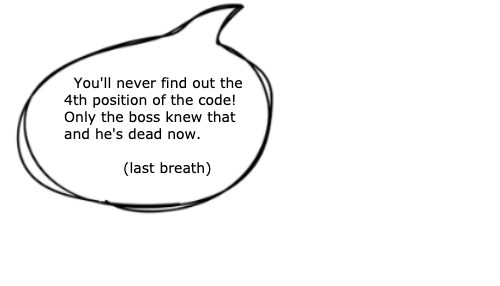 You'll never find out the
4th position of the code!
Only the boss knew that
and he's dead now.
(last breath)